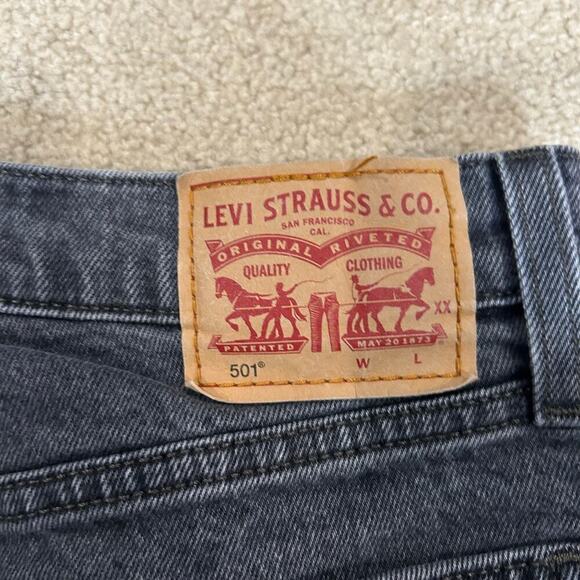 LEVI STRAUSS & CO.
SAN FRANCISCO
CAL.
ORIGINAL RIVETED
QUALITY CLOTHING
XX
PATENTED MAY 20 1873
501® W L